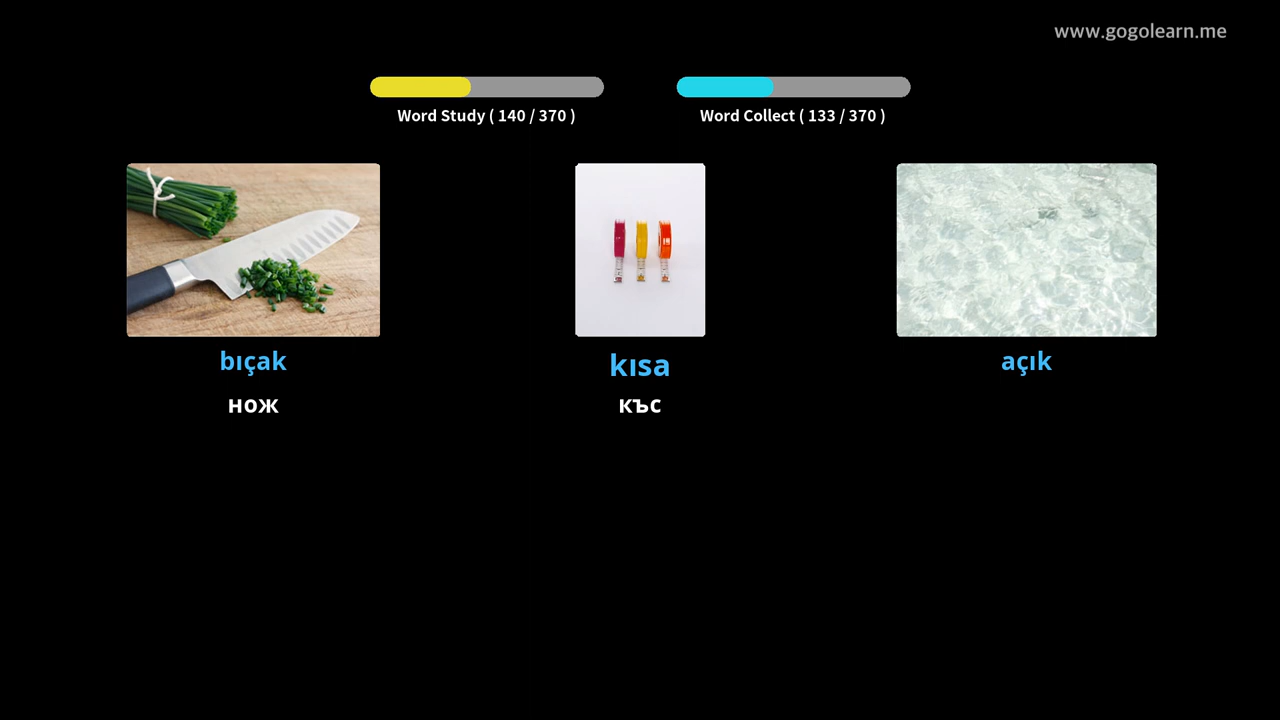 www.gogolearn.me
Word Study ( 140 / 370 )
Word Collect ( 133 / 370 )
bıçak
kısa
açık
нож
къс